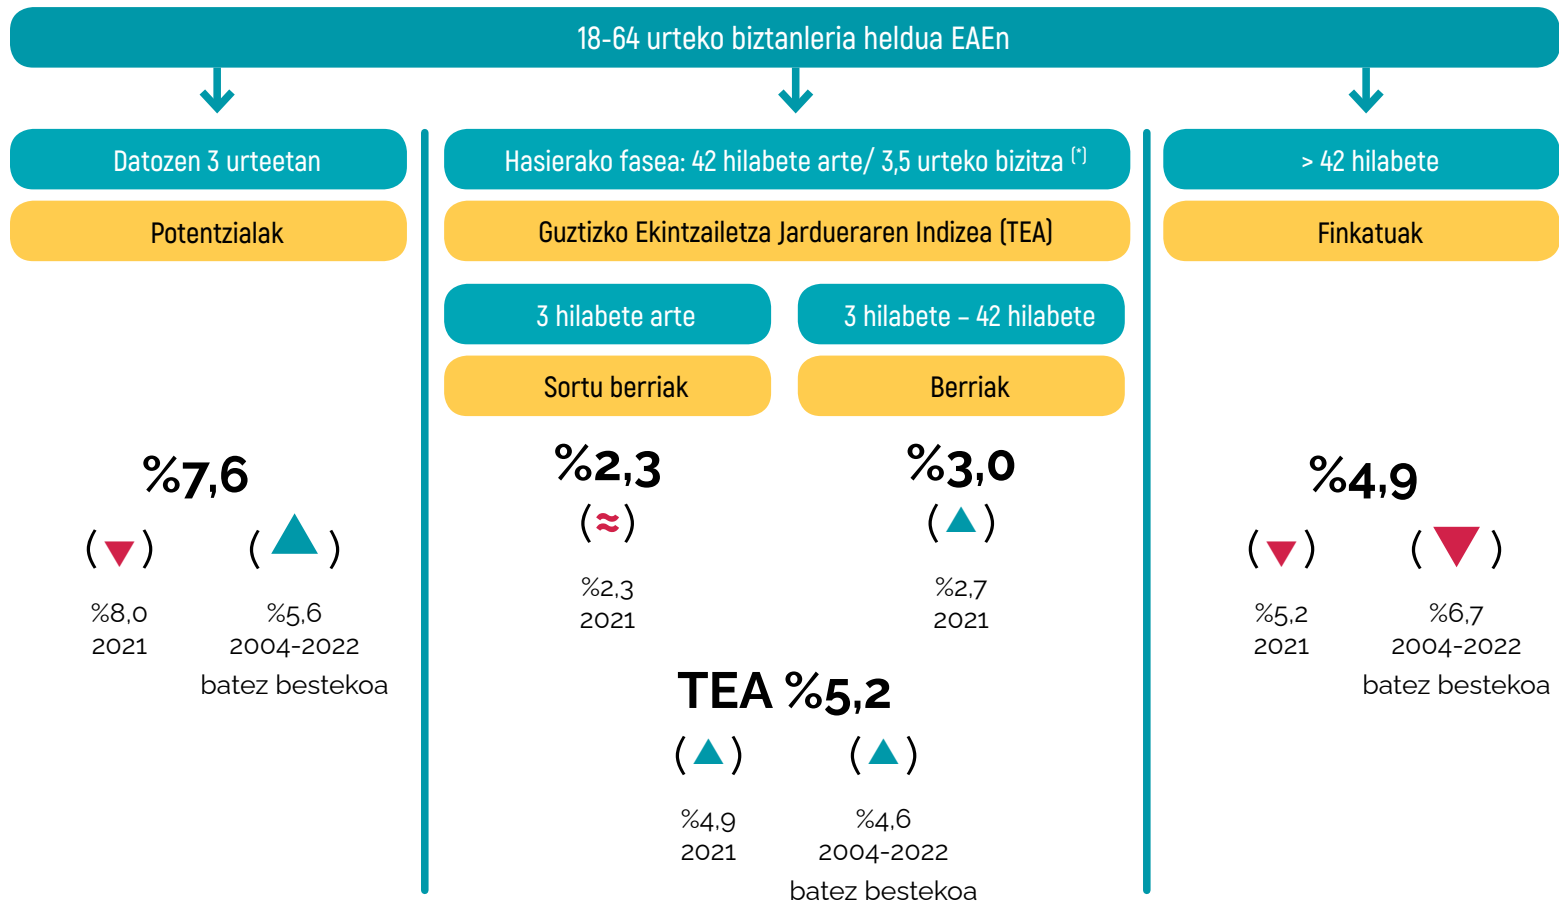 18-64 urteko biztanleria heldua EAEn
Datozen 3 urteetan
Potentzialak
%7,6
(▼) (▲)
%8,0 %5,6
2021 2004-2022
batez bestekoa
Hasierako fasea: 42 hilabete arte/ 3,5 urteko bizitza (*)
Guztizko Ekintzailetza Jardueraren Indizea (TEA)
3 hilabete arte
Sortu berriak
%2,3
(≈)
%2,3
2021
3 hilabete – 42 hilabete
Berriak
%3,0
(▲)
%2,7
2021
TEA %5,2
(▲) (▲)
%4,9 %4,6
2021 2004-2022
batez bestekoa
> 42 hilabete
Finkatuak
%4,9
(▼) (▼)
%5,2 %6,7
2021 2004-2022
batez bestekoa